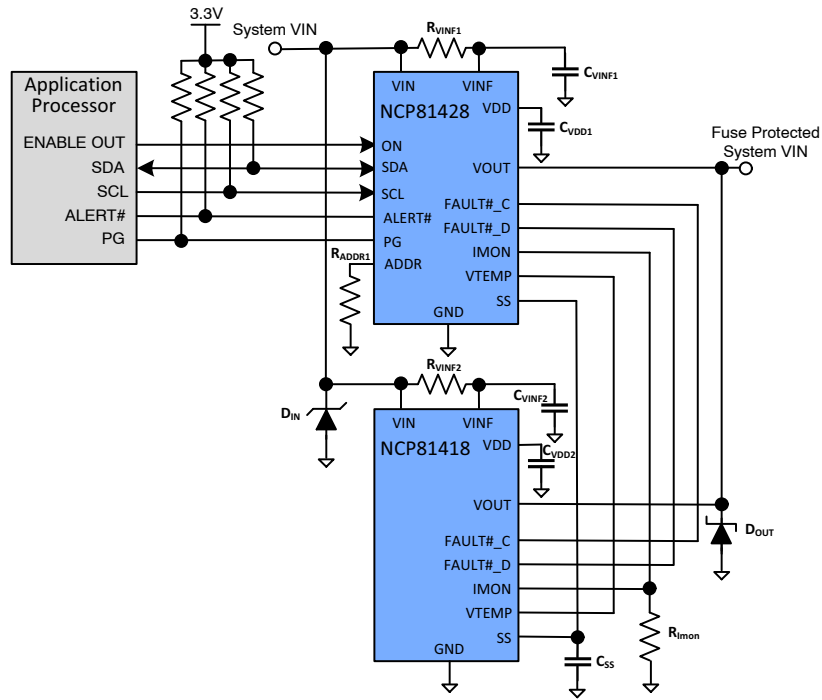 3.3V
System VIN
RVINF1
CVINF1
Application
Processor
ENABLE OUT
SDA
SCL
ALERT#
PG
VIN
VINF
NCP81428
VDD
CVDD1
ON
SDA
SCL
ALERT#
PG
ADDR
RADDR1
VOUT
FAULT#_C
FAULT#_D
IMON
VTEMP
SS
GND
Fuse Protected
System VIN
RVINF2
CVINF2
DIN
VIN
VINF
NCP81418
VDD
CVDD2
VOUT
DOUT
FAULT#_C
FAULT#_D
IMON
VTEMP
SS
GND
RImon
CSS